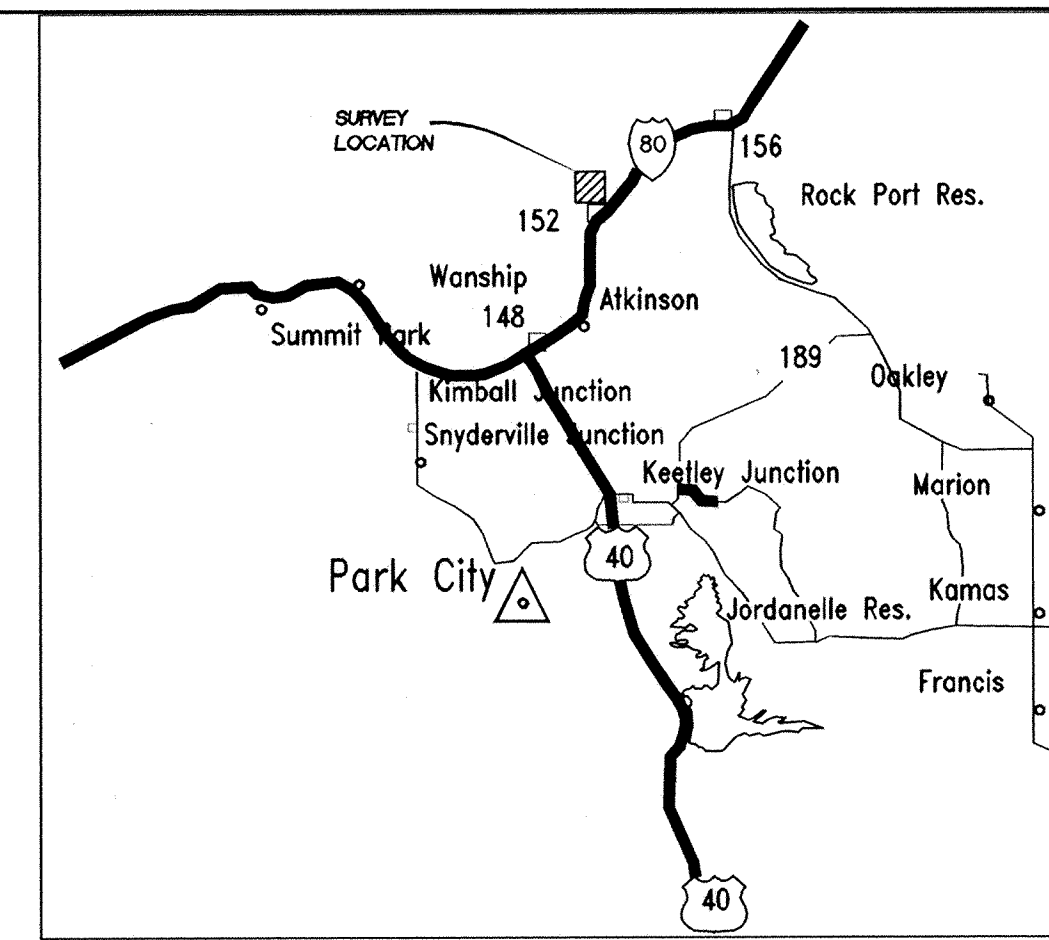 SURVEY
LOCATION
80
156
Rock Port Res.
152
Wanship
148
Atkinson
Summit Park
189
Oakley
Kimball Junction
Snyderville Junction
Keetley Junction
Marion
40
Park City
Kamas
Jordanelle Res.
Francis
40